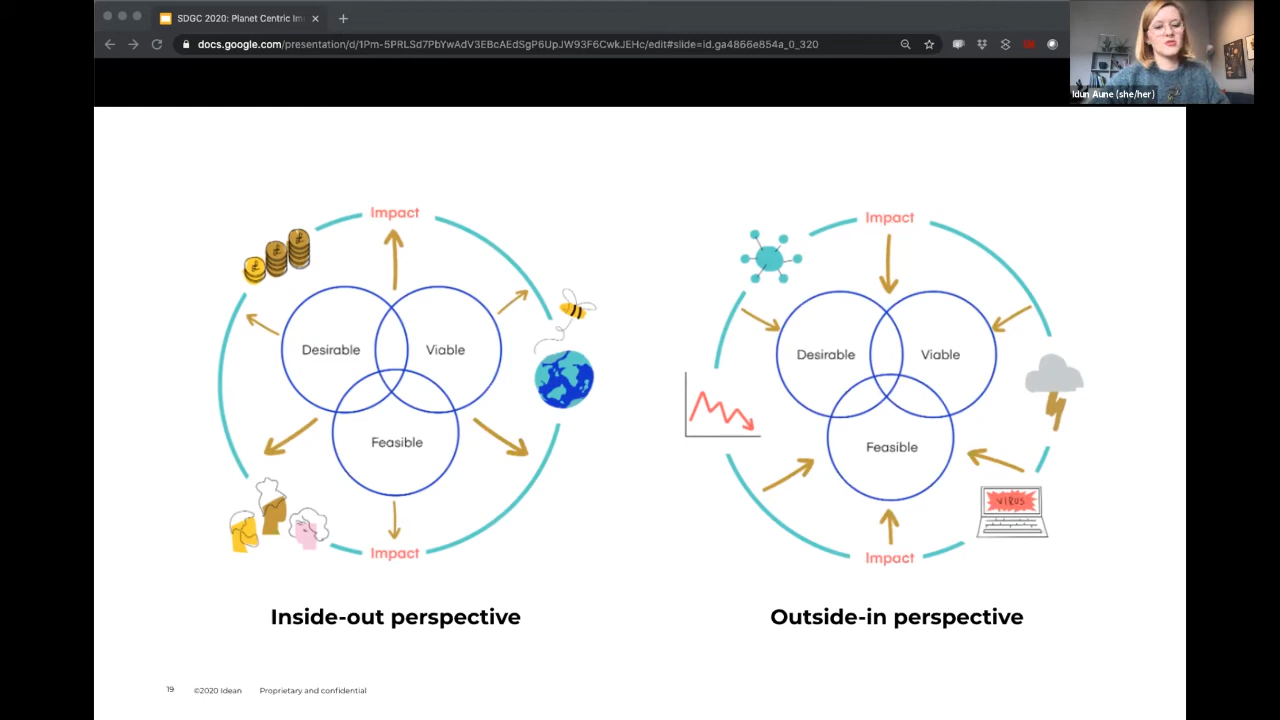 SDGC 2020: Planet Centric Im
docs.google.com/presentation/d/1Pm-5PRLSd7PbYwAdV3EBcAEdSgP6UpJW93F6CwkJEHc/edit#slide=id.ga4866e854a_0_320
Idun Aune (she/her)
Impact
Desirable
Viable
Feasible
Impact
Inside-out perspective
Impact
Desirable
Viable
Feasible
VIRUS
Impact
Outside-in perspective
19
©2020 Idean
Proprietary and confidential